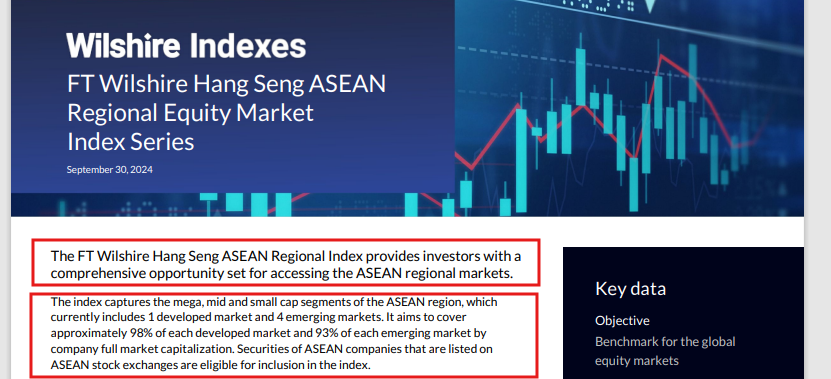 Wilshire Indexes
FT Wilshire Hang Seng ASEAN
Regional Equity Market
Index Series
September 30, 2024
The FT Wilshire Hang Seng ASEAN Regional Index provides investors with a
comprehensive opportunity set for accessing the ASEAN regional markets.
The index captures the mega, mid and small cap segments of the ASEAN region, which
currently includes 1 developed market and 4 emerging markets. It aims to cover
approximately 98% of each developed market and 93% of each emerging market by
company full market capitalization. Securities of ASEAN companies that are listed on
ASEAN stock exchanges are eligible for inclusion in the index.
Key data
Objective
Benchmark for the global
equity markets